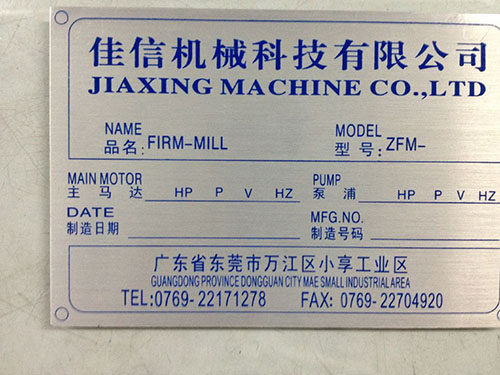 佳信机械科技有限公司
JIAXING MACHINE CO.,LTD
NAME
品名: FIRM-MILL
MODEL
型号: ZFM-
MAIN MOTOR
主马达 HP P V HZ
PUMP
泵浦 HP P V HZ
DATE
制造日期
MFG.NO.
制造号码
广东省东莞市万江区小享工业区
GUANGDONG PROVINCE DONGGUAN CITY MAE SMALL INDUSTRIAL AREA
TEL:0769-22171278 FAX: 0769-22704920